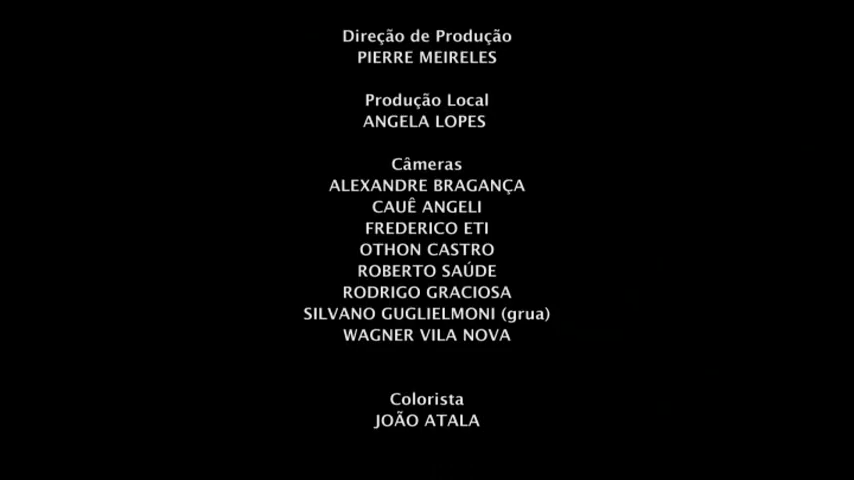 Direção de Produção
PIERRE MEIRELES
Produção Local
ANGELA LOPES
Câmeras
ALEXANDRE BRAGANÇA
CAUÊ ANGELI
FREDERICO ETI
OTHON CASTRO
ROBERTO SAÚDE
RODRIGO GRACIOSA
SILVANO GUGLIELMONI (grua)
WAGNER VILA NOVA
Colorista
JOÃO ATALA